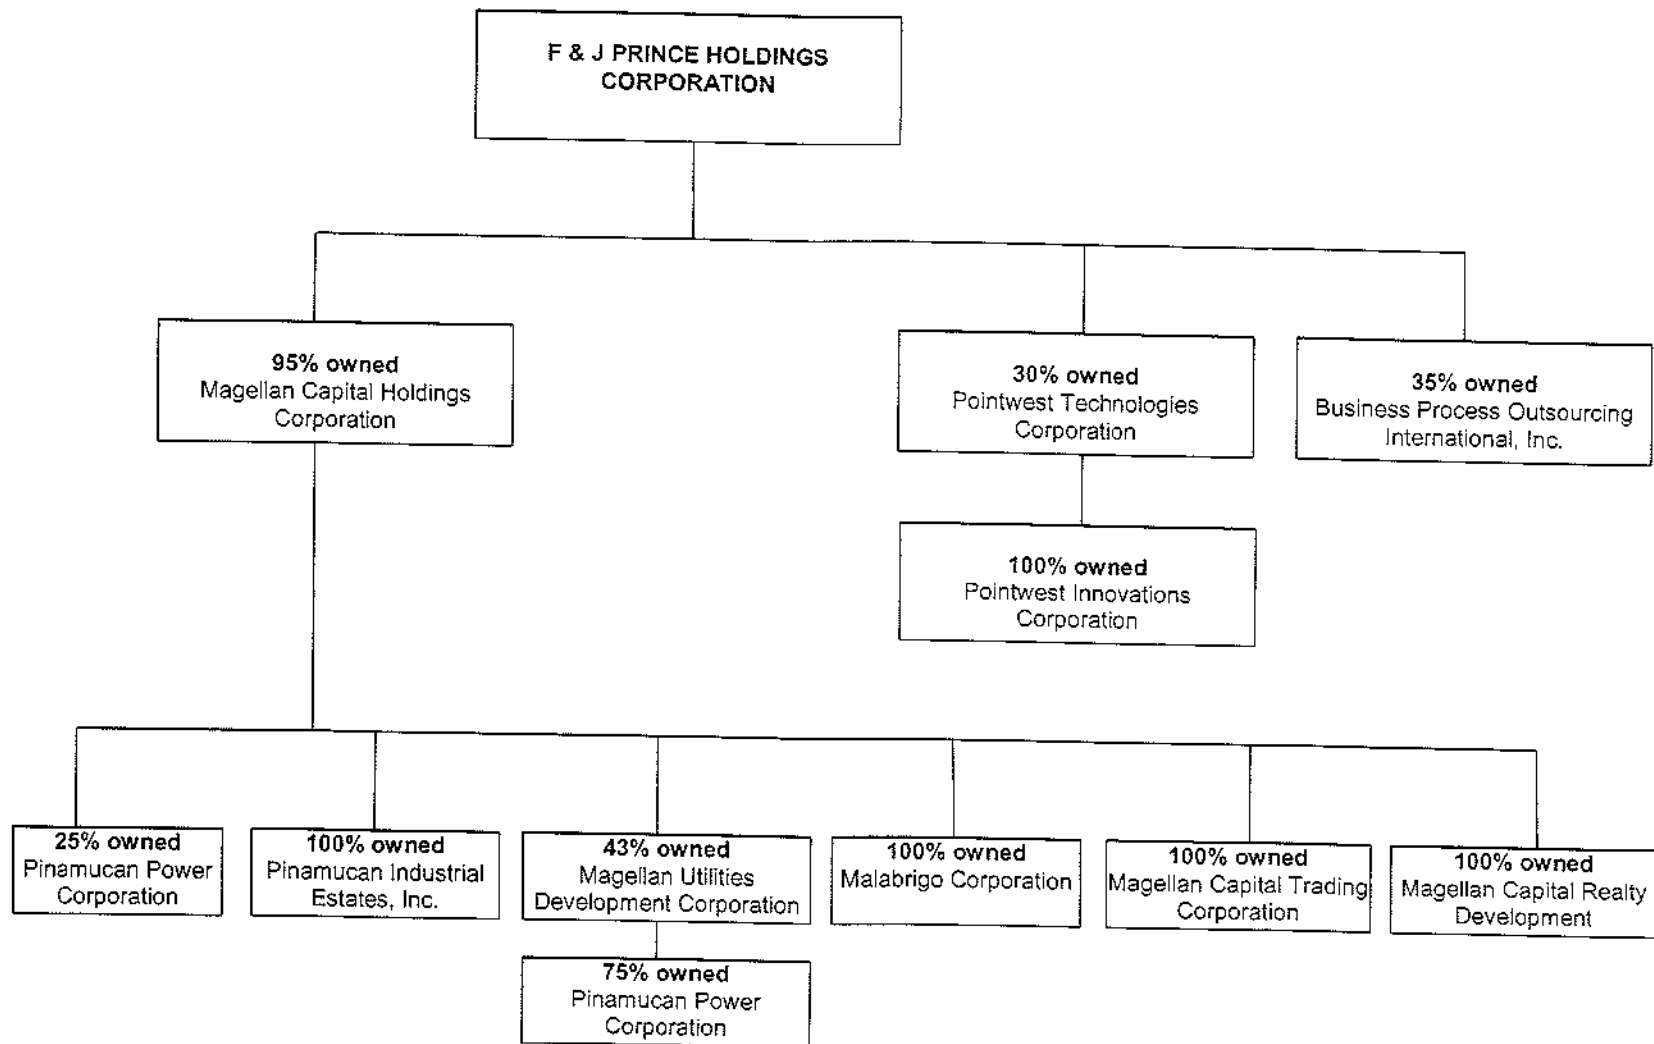 F & J PRINCE HOLDINGS
CORPORATION
95% owned
Magellan Capital Holdings
Corporation
30% owned
Pointwest Technologies
Corporation
35% owned
Business Process Outsourcing
International, Inc.
100% owned
Pointwest Innovations
Corporation
25% owned
Pinamucan Power
Corporation
100% owned
Pinamucan Industrial
Estates, Inc.
43% owned
Magellan Utilities
Development Corporation
100% owned
Malabrigo Corporation
100% owned
Magellan Capital Trading
Corporation
100% owned
Magellan Capital Realty
Development
75% owned
Pinamucan Power
Corporation